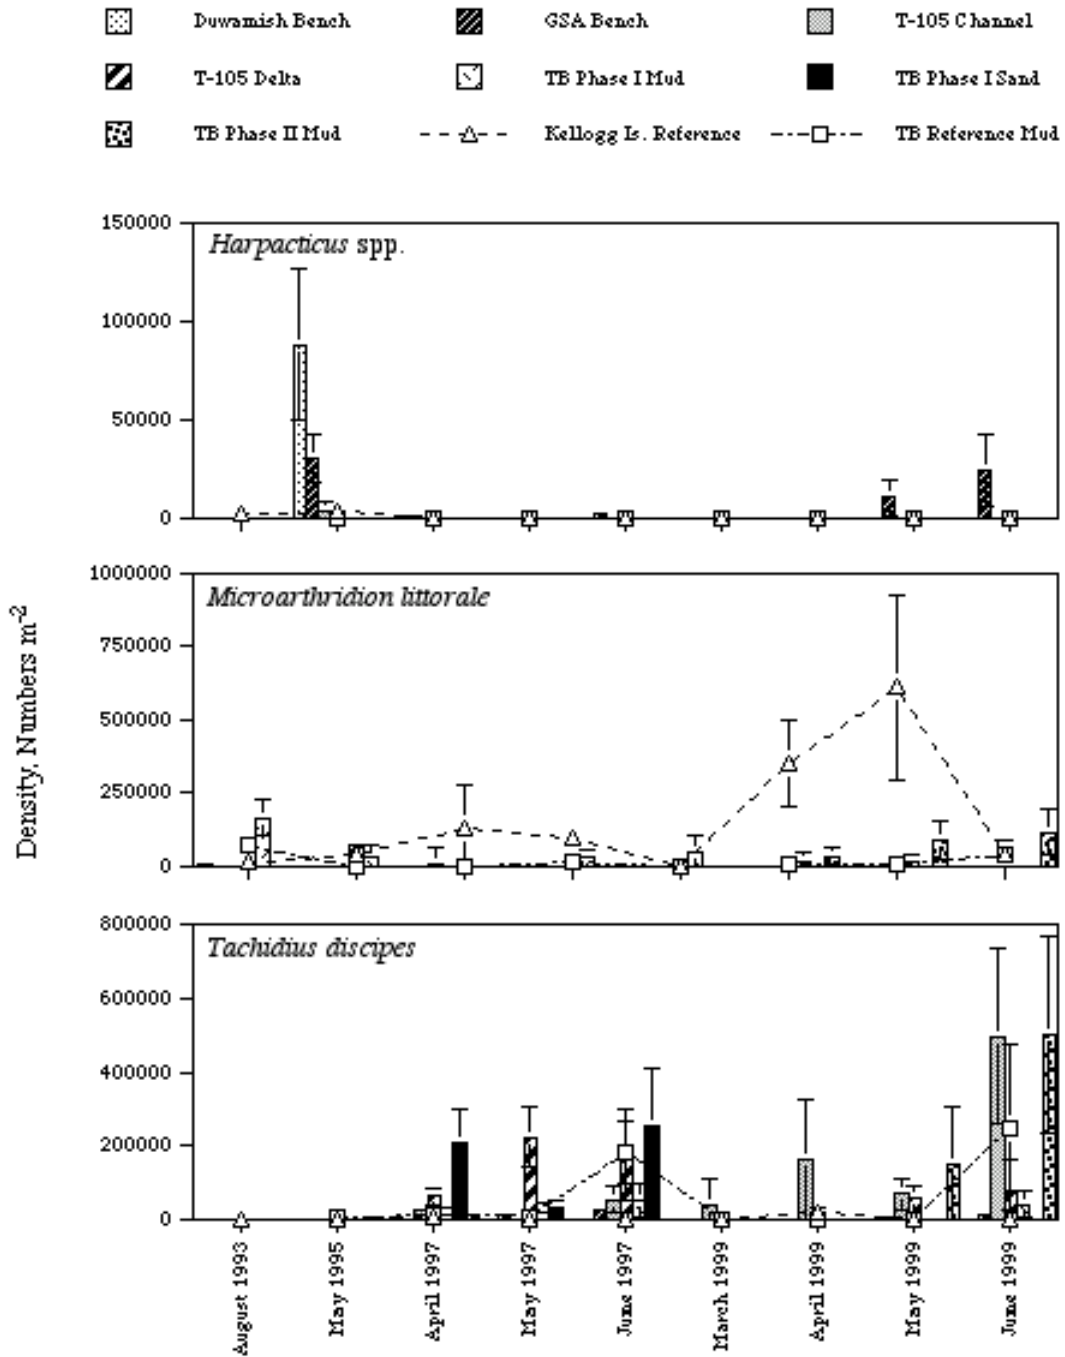 Duwamish Bench GSA Bench T-105 Channel
T-105 Delta TB Phase I Mud TB Phase I Sand
TB Phase II Mud Kellogg Is. Reference TB Reference Mud
Density, Numbers m-2
150000
Harpacticus spp.
100000
50000
0
1000000
Microarthridion littorale
750000
500000
250000
0
800000
Tachidius discipes
600000
400000
200000
0
August 1993
May 1995
April 1997
May 1997
June 1997
March 1999
April 1999
May 1999
June 1999